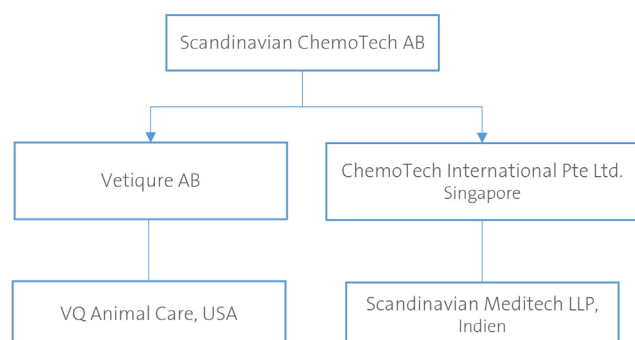 Scandinavian ChemoTech AB
Vetiqure AB
ChemoTech International Pte Ltd.
Singapore
VQ Animal Care, USA
Scandinavian Meditech LLP,
Indien